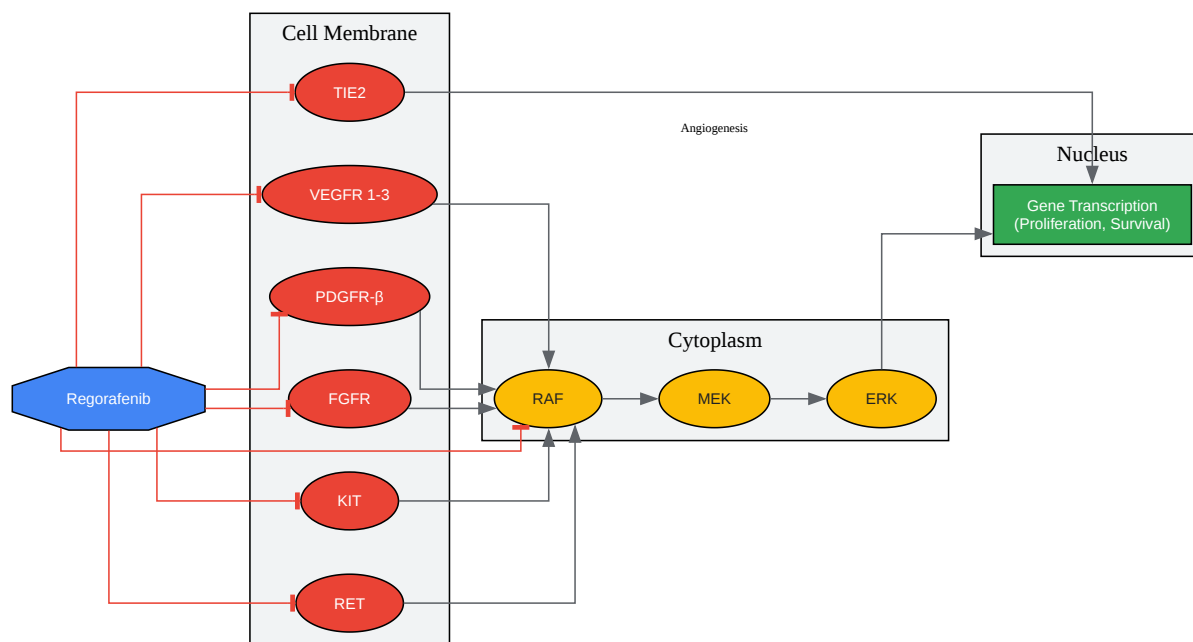 Cell Membrane
TIE2
Angiogenesis
Nucleus
VEGFR 1-3
Gene Transcription
(Proliferation, Survival)
PDGFR-β
Cytoplasm
Regorafenib
FGFR
RAF
MEK
ERK
KIT
RET